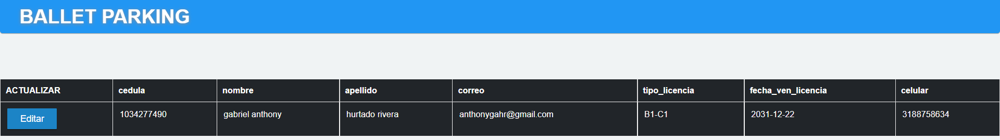 BALLET PARKING
ACTUALIZAR cedula nombre apellido correo tipo_licencia fecha_ven_licencia celular
Editar 1034277490 gabriel anthony hurtado rivera anthonygahr@gmail.com B1-C1 2031-12-22 3188758634